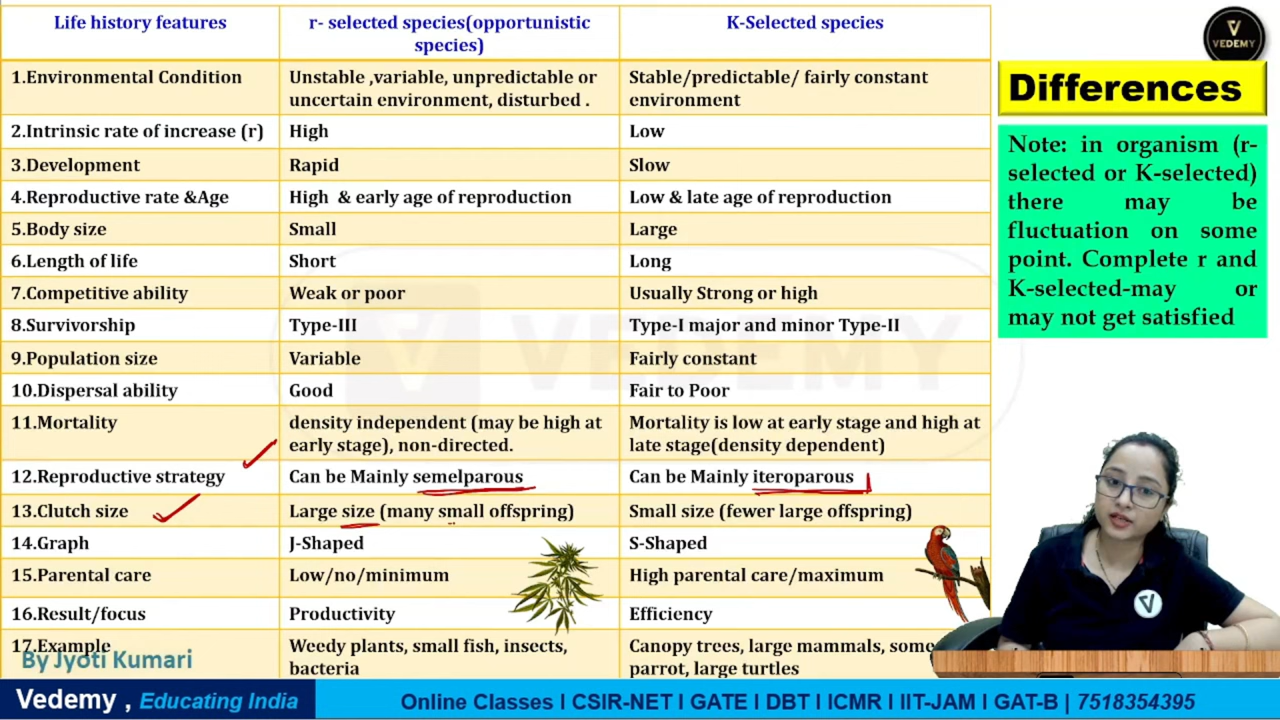 Life history features
r- selected species(opportunistic
species)
K-Selected species
1.Environmental Condition
Unstable ,variable, unpredictable or
uncertain environment, disturbed .
Stable/predictable/ fairly constant
environment
2.Intrinsic rate of increase (r)
High
Low
3.Development
Rapid
Slow
4.Reproductive rate &Age
High & early age of reproduction
Low & late age of reproduction
5.Body size
Small
Large
6.Length of life
Short
Long
7.Competitive ability
Weak or poor
Usually Strong or high
8.Survivorship
Type-III
Type-I major and minor Type-II
9.Population size
Variable
Fairly constant
10.Dispersal ability
Good
Fair to Poor
11.Mortality
density independent (may be high at
early stage), non-directed.
Mortality is low at early stage and high at
late stage(density dependent)
12.Reproductive strategy
Can be Mainly semelparous
Can be Mainly iteroparous
13.Clutch size
Large size (many small offspring)
Small size (fewer large offspring)
14.Graph
J-Shaped
S-Shaped
15.Parental care
Low/no/minimum
High parental care/maximum
16.Result/focus
Productivity
Efficiency
17.Example
Weedy plants, small fish, insects,
bacteria
Canopy trees, large mammals, some
parrot, large turtles
VEDEMY
Differences
Note: in organism (r-
selected or K-selected)
there may be
fluctuation on some
point. Complete r and
K-selected-may or
may not get satisfied
VEDEMY
By Jyoti Kumari
Vedemy , Educating India
Online Classes I CSIR-NET I GATE I DBT I ICMR I IIT-JAM I GAT-B | 7518354395